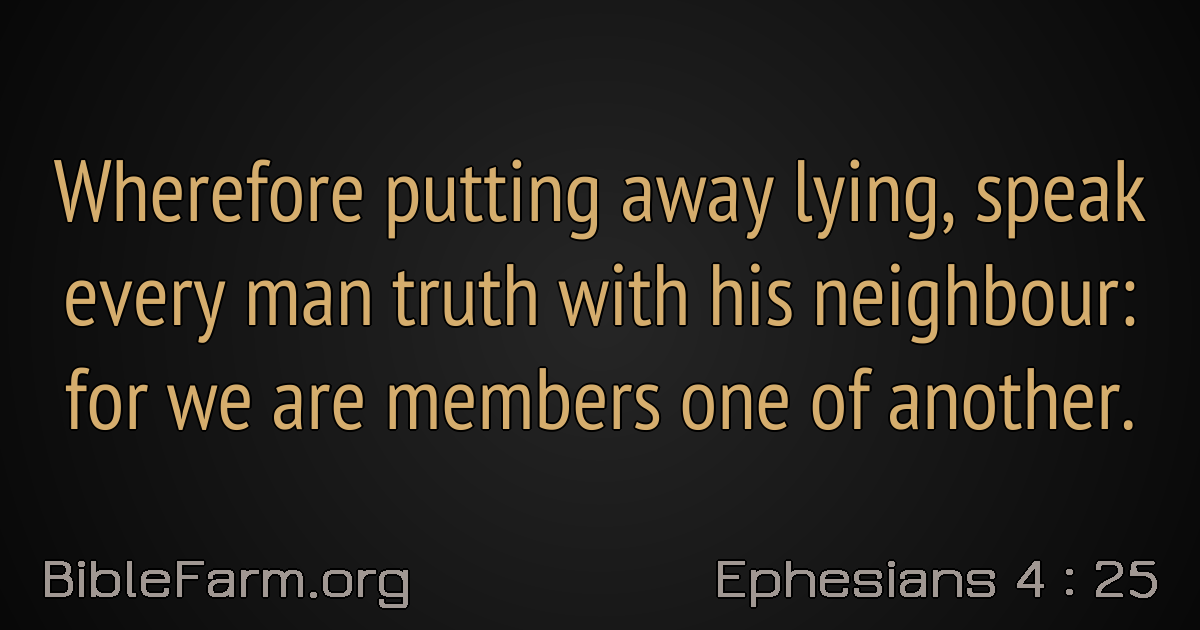 Wherefore putting away lying, speak
every man truth with his neighbour:
for we are members one of another.
BibleFarm.org
Ephesians 4 : 25